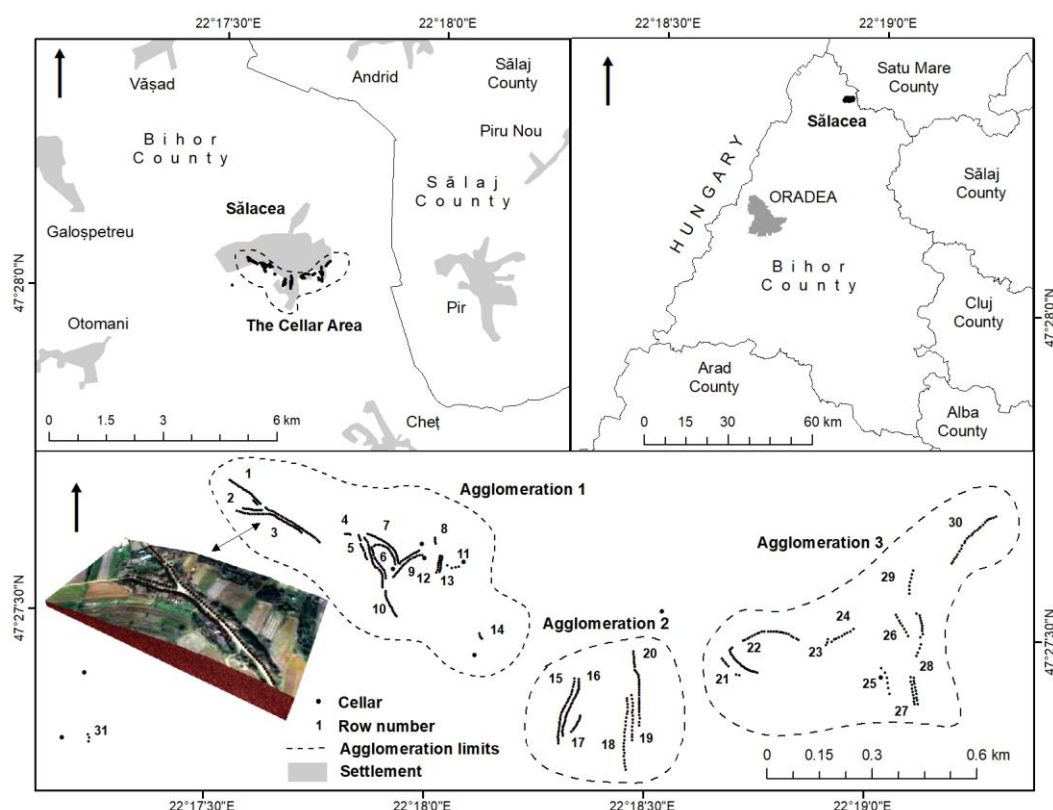 22°17'30"E
22°18'0"E
22°18'30"E
22°19'0"E
Vășad
Andrid
Sălaj
County
Piru Nou
Bihor
County
Sălaj
County
Sălacea
Galoșpetreu
47°28'0"N
The Cellar Area
Pir
Otomani
Cheț
0 1.5 3 6 km
Satu Mare
County
Sălacea
HUNGARY
Sălaj
County
ORADEA
Bihor
County
47°28'0"N
Cluj
County
Arad
County
Alba
County
0 15 30 60 km
Agglomeration 1
1
2
3
4
5
6
7
8
9
10
11
12
13
14
47°27'30"N
Agglomeration 2
15
16
17
18
19
20
Agglomeration 3
21
22
23
24
25
26
27
28
29
30
47°27'30"N
31
Cellar
1 Row number
Agglomeration limits
Settlement
0 0.15 0.3 0.6 km
22°17'30"E
22°18'0"E
22°18'30"E
22°19'0"E